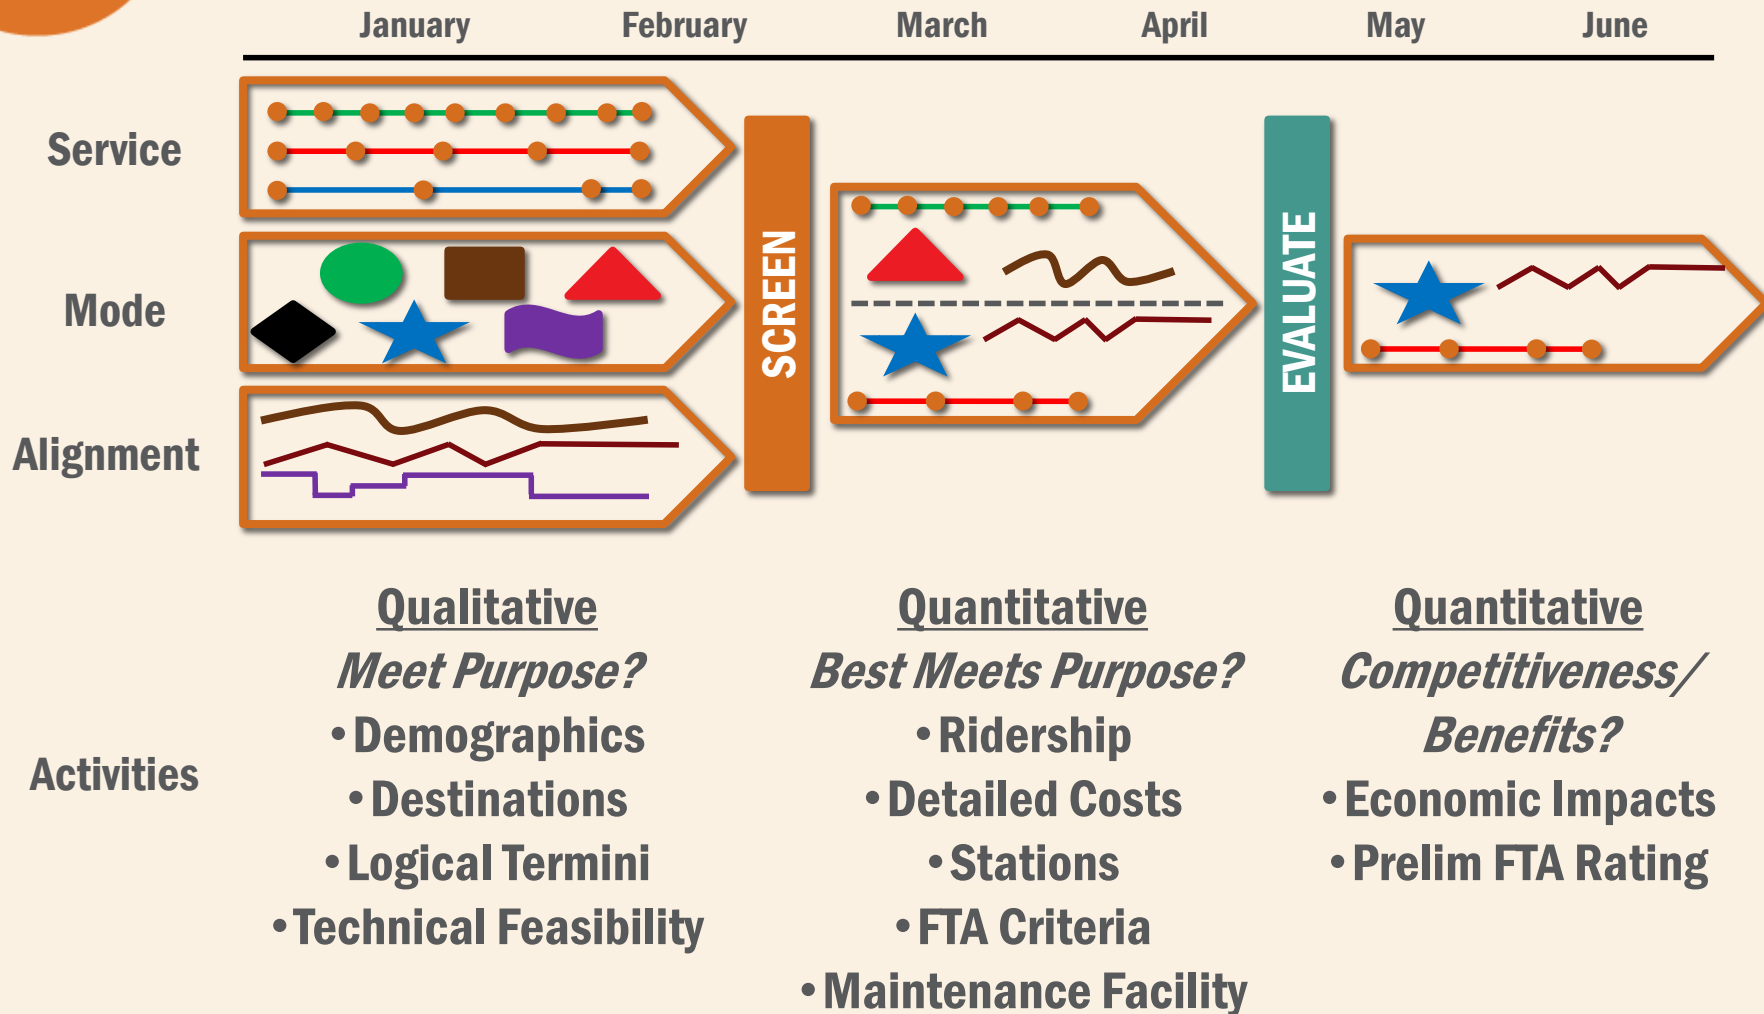 January February March April May June
Service
Mode
Alignment
SCREEN
EVALUATE
Activities
Qualitative
Meet Purpose?
•Demographics
•Destinations
•Logical Termini
•Technical Feasibility
Quantitative
Best Meets Purpose?
•Ridership
•Detailed Costs
•Stations
•FTA Criteria
•Maintenance Facility
Quantitative
Competitiveness/
Benefits?
•Economic Impacts
•Prelim FTA Rating